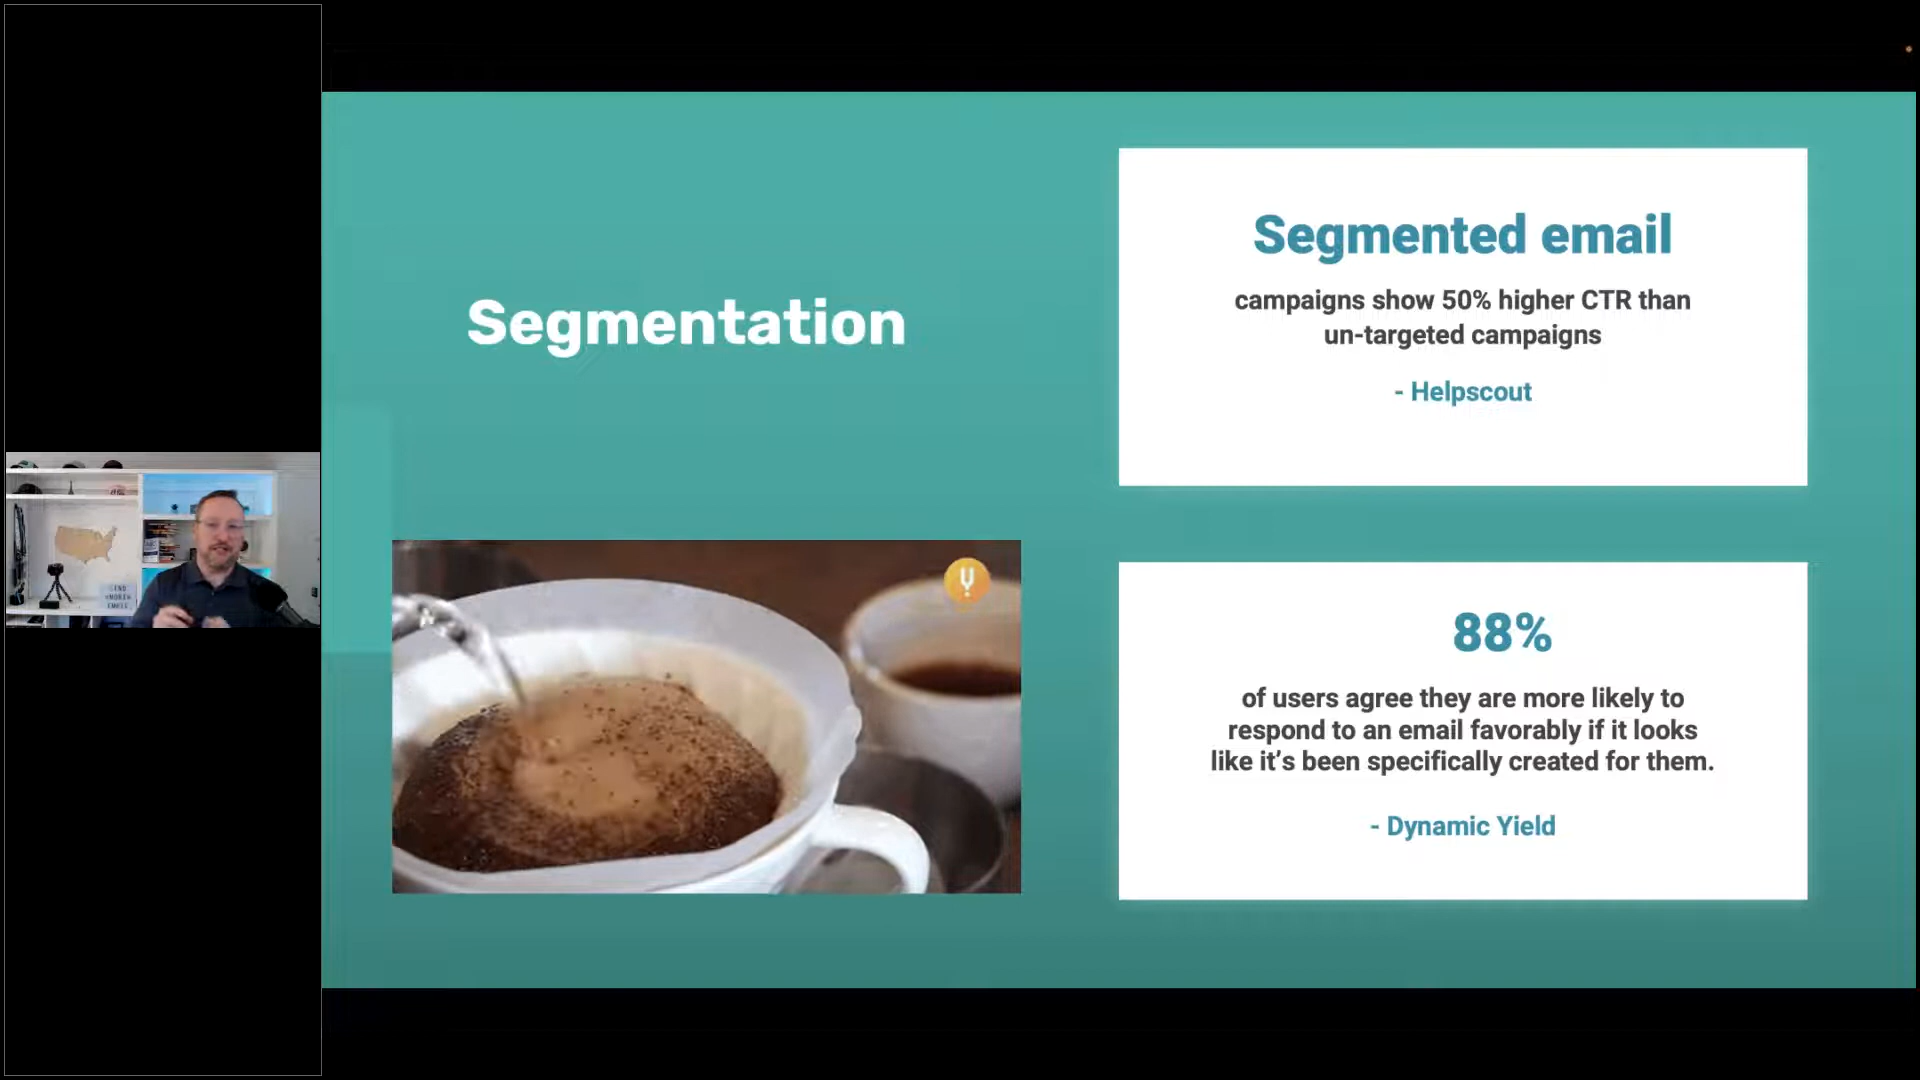 Segmentation
Segmented email
campaigns show 50% higher CTR than
un-targeted campaigns
- Helpscout
88%
of users agree they are more likely to
respond to an email favorably if it looks
like it’s been specifically created for them.
- Dynamic Yield